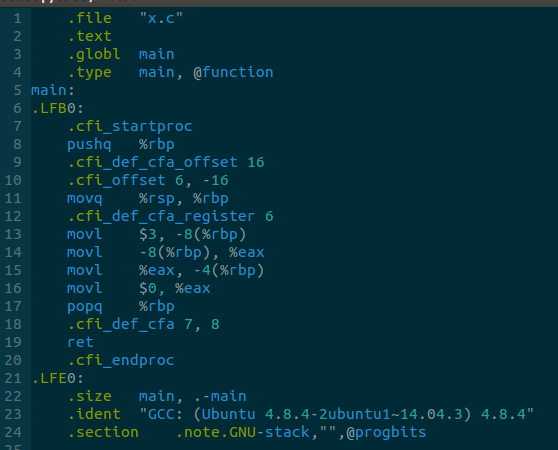 1 .file "x.c"
2 .text
3 .globl main
4 .type main, @function
5 main:
6 .LFB0:
7 .cfi_startproc
8 pushq %rbp
9 .cfi_def_cfa_offset 16
10 .cfi_offset 6, -16
11 movq %rsp, %rbp
12 .cfi_def_cfa_register 6
13 movl $3, -8(%rbp)
14 movl -8(%rbp), %eax
15 movl %eax, -4(%rbp)
16 movl $0, %eax
17 popq %rbp
18 .cfi_def_cfa 7, 8
19 ret
20 .cfi_endproc
21 .LFE0:
22 .size main, .-main
23 .ident "GCC: (Ubuntu 4.8.4-2ubuntu1~14.04.3) 4.8.4"
24 .section .note.GNU-stack,"",@progbits